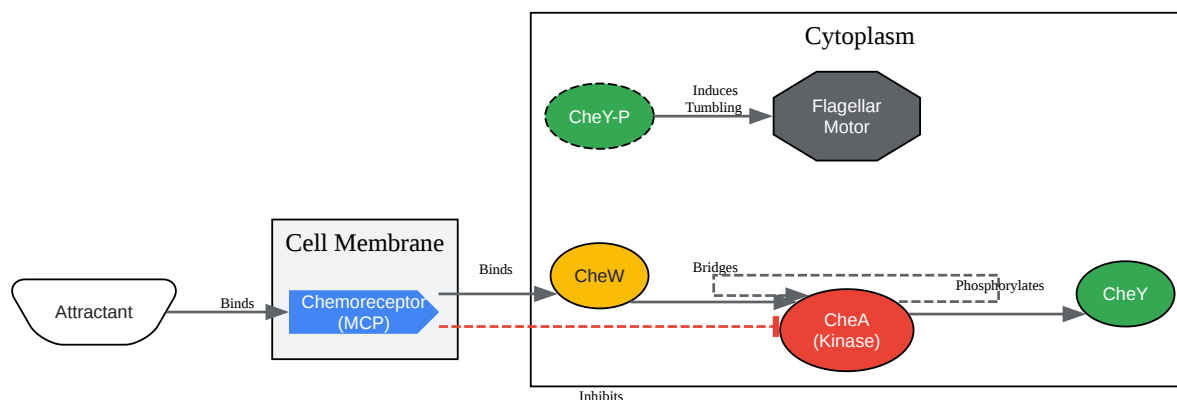 Cytoplasm
Induces
Tumbling
CheY-P
Flagellar
Motor
Cell Membrane
Binds
CheW
Bridges
Phosphorylates
CheY
Attractant
Binds
Chemoreceptor
(MCP)
CheA
(Kinase)
Inhibits